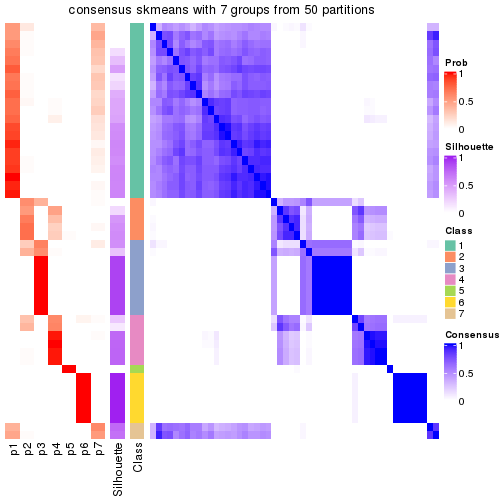 consensus skmeans with 7 groups from 50 partitions
Prob
1
0.5
0
Silhouette
1
0.5
0
Class
1
2
3
4
5
6
7
Consensus
1
0.5
0
p1
p2
p3
p4
p5
p6
p7
Silhouette
Class